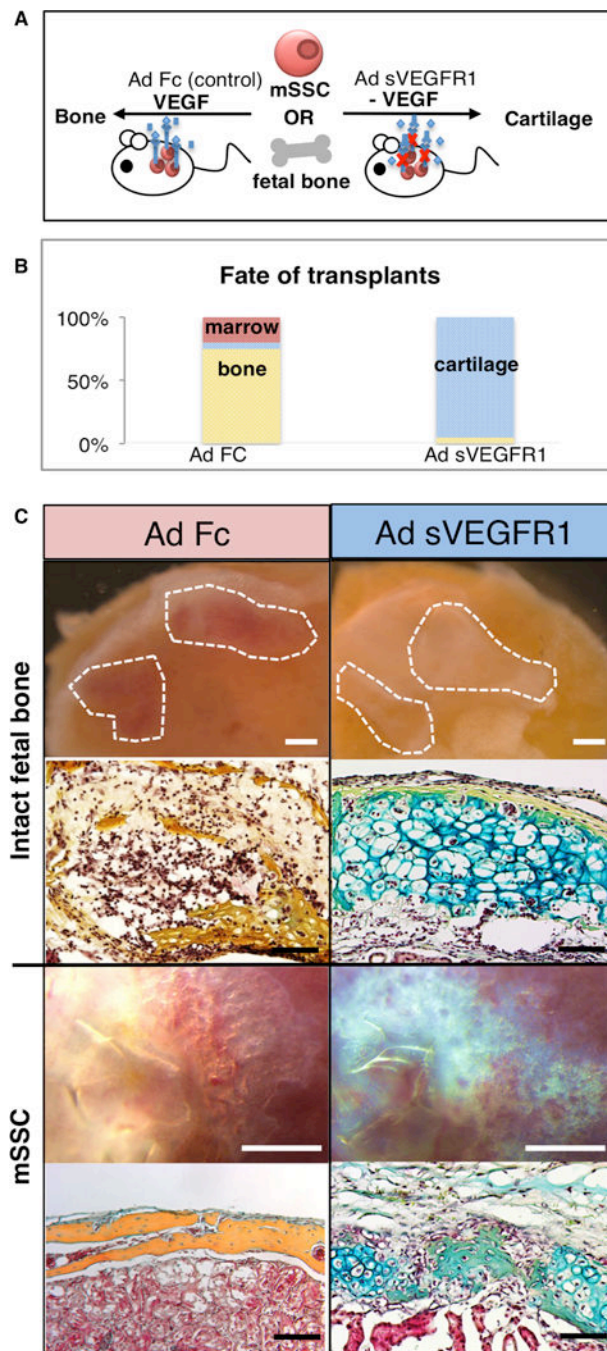 A
Ad Fc (control)
VEGF
Bone
mSSC
OR
fetal bone
Ad sVEGFR1
- VEGF
Cartilage
B
Fate of transplants
100%
50%
0%
marrow
bone
cartilage
Ad FC
Ad sVEGFR1
C
Ad Fc
Ad sVEGFR1
Intact fetal bone
mSSC